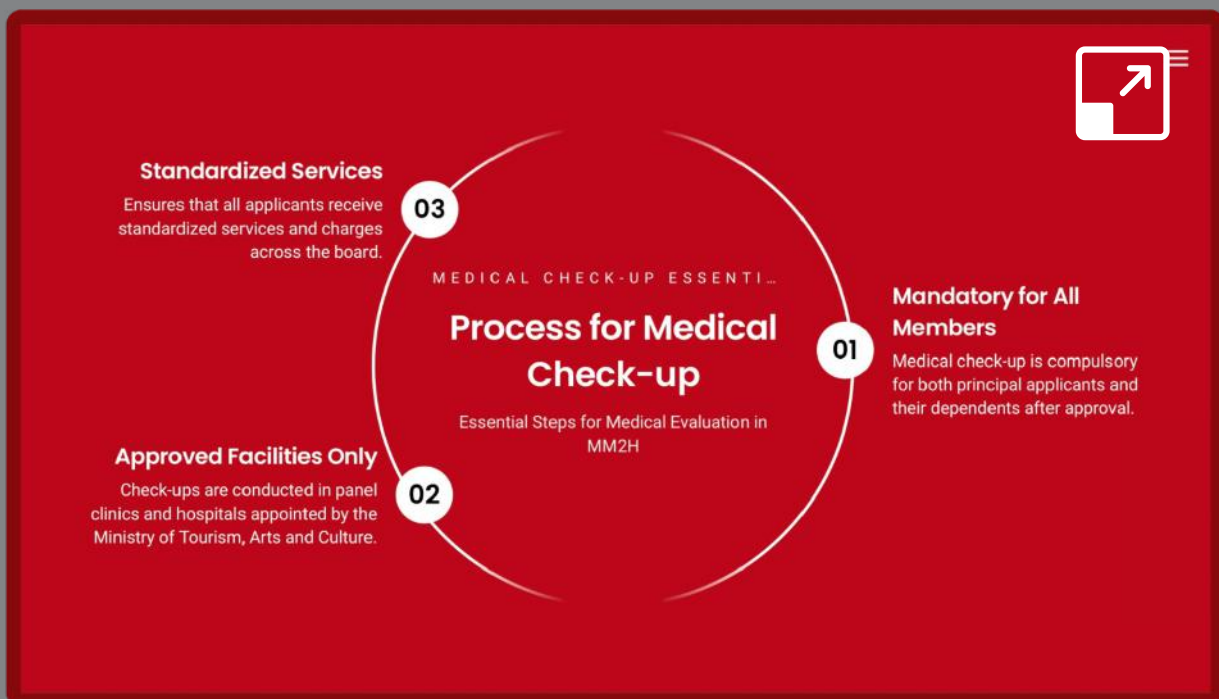 MEDICAL CHECK-UP ESSENTI…
Process for Medical
Check-up
Essential Steps for Medical Evaluation in
MM2H
01
Mandatory for All
Members
Medical check-up is compulsory
for both principal applicants and
their dependents after approval.
02
Approved Facilities Only
Check-ups are conducted in panel
clinics and hospitals appointed by the
Ministry of Tourism, Arts and Culture.
03
Standardized Services
Ensures that all applicants receive
standardized services and charges
across the board.